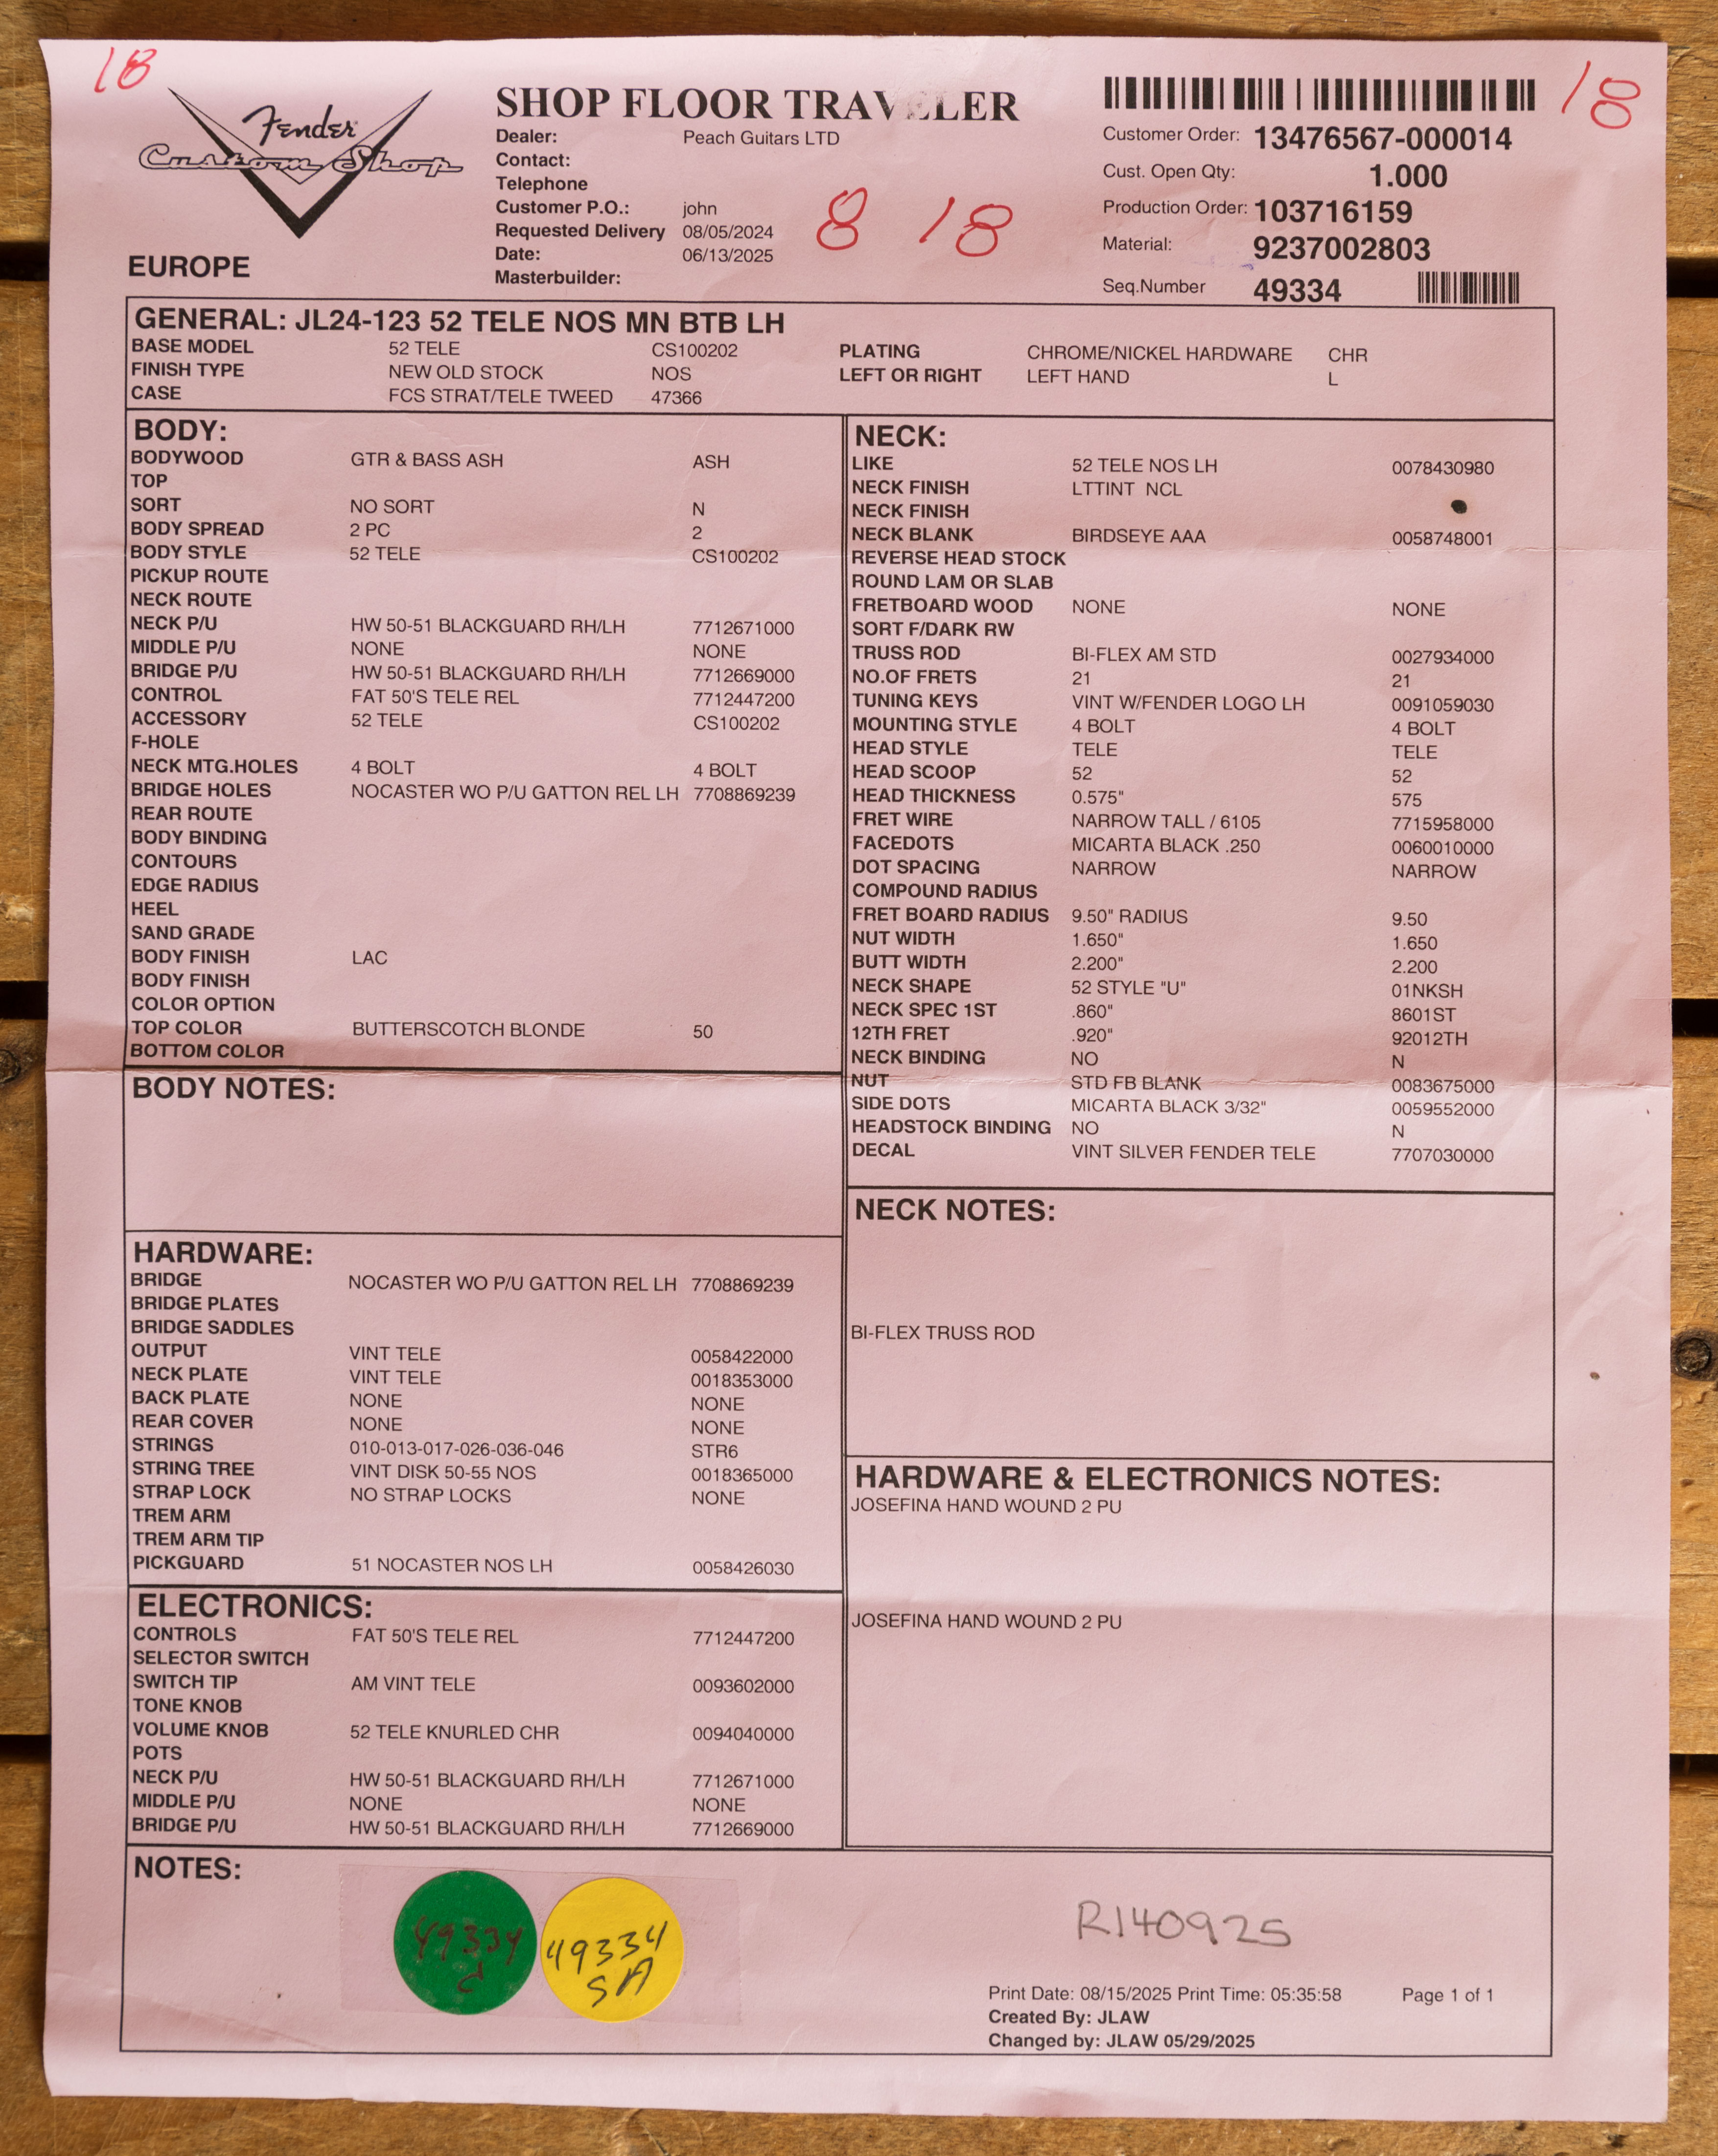 18
Fender
Custom Shop
EUROPE
SHOP FLOOR TRAVELER
Dealer: Peach Guitars LTD
Contact:
Telephone
Customer P.O.: john
Requested Delivery 08/05/2024
Date: 06/13/2025
Masterbuilder:
8 18
18
Customer Order: 13476567-000014
Cust. Open Qty: 1.000
Production Order: 103716159
Material: 9237002803
Seq.Number 49334
GENERAL: JL24-123 52 TELE NOS MN BTB LH
BASE MODEL 52 TELE CS100202
FINISH TYPE NEW OLD STOCK NOS
CASE FCS STRAT/TELE TWEED 47366
PLATING CHROME/NICKEL HARDWARE CHR
LEFT OR RIGHT LEFT HAND L
BODY:
BODYWOOD GTR & BASS ASH ASH
TOP
SORT NO SORT N
BODY SPREAD 2 PC 2
BODY STYLE 52 TELE CS100202
PICKUP ROUTE
NECK ROUTE
NECK P/U HW 50-51 BLACKGUARD RH/LH 7712671000
MIDDLE P/U NONE NONE
BRIDGE P/U HW 50-51 BLACKGUARD RH/LH 7712669000
CONTROL FAT 50'S TELE REL 7712447200
ACCESSORY 52 TELE CS100202
F-HOLE
NECK MTG.HOLES 4 BOLT 4 BOLT
BRIDGE HOLES NOCASTER WO P/U GATTON REL LH 7708869239
REAR ROUTE
BODY BINDING
CONTOURS
EDGE RADIUS
HEEL
SAND GRADE
BODY FINISH LAC
BODY FINISH
COLOR OPTION
TOP COLOR BUTTERSCOTCH BLONDE 50
BOTTOM COLOR
BODY NOTES:
HARDWARE:
BRIDGE NOCASTER WO P/U GATTON REL LH 7708869239
BRIDGE PLATES
BRIDGE SADDLES
OUTPUT VINT TELE 0058422000
NECK PLATE VINT TELE 0018353000
BACK PLATE NONE NONE
REAR COVER NONE NONE
STRINGS 010-013-017-026-036-046 STR6
STRING TREE VINT DISK 50-55 NOS 0018365000
STRAP LOCK NO STRAP LOCKS NONE
TREM ARM
TREM ARM TIP
PICKGUARD 51 NOCASTER NOS LH 0058426030
ELECTRONICS:
CONTROLS FAT 50'S TELE REL 7712447200
SELECTOR SWITCH
SWITCH TIP AM VINT TELE 0093602000
TONE KNOB
VOLUME KNOB 52 TELE KNURLED CHR 0094040000
POTS
NECK P/U HW 50-51 BLACKGUARD RH/LH 7712671000
MIDDLE P/U NONE NONE
BRIDGE P/U HW 50-51 BLACKGUARD RH/LH 7712669000
NECK:
LIKE 52 TELE NOS LH 0078430980
NECK FINISH LTTINT NCL
NECK FINISH
NECK BLANK BIRDSEYE AAA 0058748001
REVERSE HEAD STOCK
ROUND LAM OR SLAB
FRETBOARD WOOD NONE NONE
SORT F/DARK RW
TRUSS ROD BI-FLEX AM STD 0027934000
NO.OF FRETS 21 21
TUNING KEYS VINT W/FENDER LOGO LH 0091059030
MOUNTING STYLE 4 BOLT 4 BOLT
HEAD STYLE TELE TELE
HEAD SCOOP 52 52
HEAD THICKNESS 0.575" 575
FRET WIRE NARROW TALL / 6105 7715958000
FACEDOTS MICARTA BLACK .250 0060010000
DOT SPACING NARROW NARROW
COMPOUND RADIUS
FRET BOARD RADIUS 9.50" RADIUS 9.50
NUT WIDTH 1.650" 1.650
BUTT WIDTH 2.200" 2.200
NECK SHAPE 52 STYLE "U" 01NKSH
NECK SPEC 1ST .860" 8601ST
12TH FRET .920" 92012TH
NECK BINDING NO N
NUT STD FB BLANK 0083675000
SIDE DOTS MICARTA BLACK 3/32" 0059552000
HEADSTOCK BINDING NO N
DECAL VINT SILVER FENDER TELE 7707030000
NECK NOTES:
BI-FLEX TRUSS ROD
HARDWARE & ELECTRONICS NOTES:
JOSEFINA HAND WOUND 2 PU
JOSEFINA HAND WOUND 2 PU
NOTES:
49334
C
49334
SA
R140925
Print Date: 08/15/2025 Print Time: 05:35:58 Page 1 of 1
Created By: JLAW
Changed by: JLAW 05/29/2025